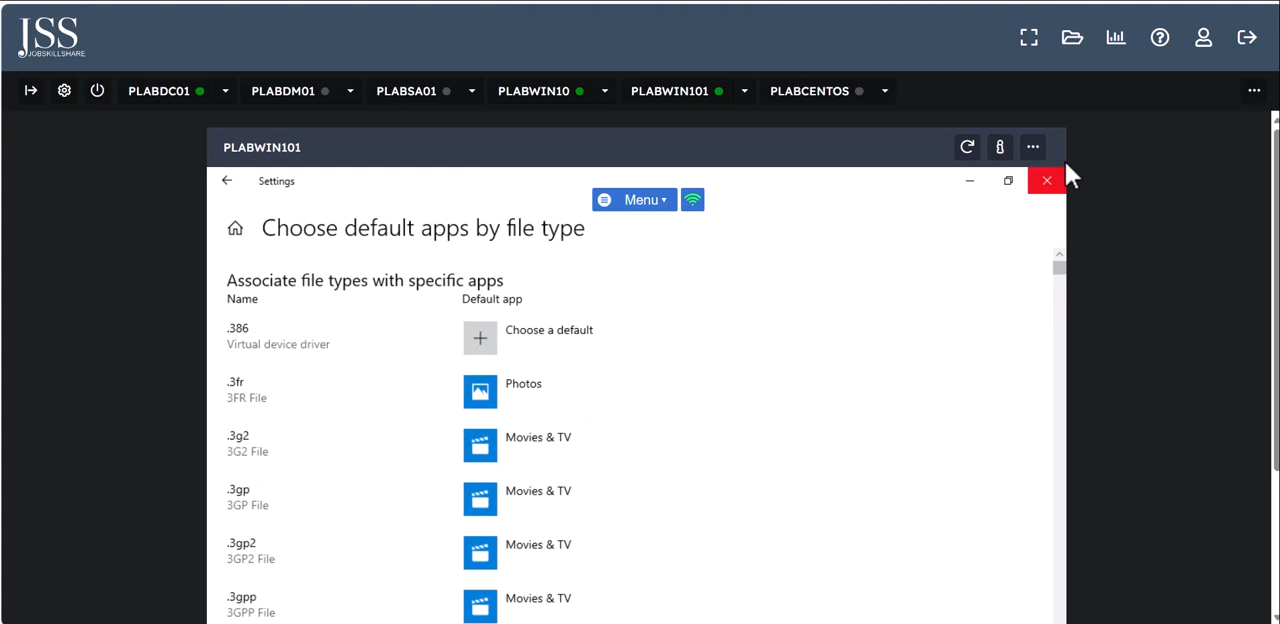 JSS
JOBSKILLSHARE
PLABDC01
PLABDM01
PLABSA01
PLABWIN10
PLABWIN101
PLABCENTOS
PLABWIN101
Settings
Menu
Choose default apps by file type
Associate file types with specific apps
Name Default app
.386
Virtual device driver
Choose a default
.3fr
3FR File
Photos
.3g2
3G2 File
Movies & TV
.3gp
3GP File
Movies & TV
.3gp2
3GP2 File
Movies & TV
.3gpp
3GPP File
Movies & TV